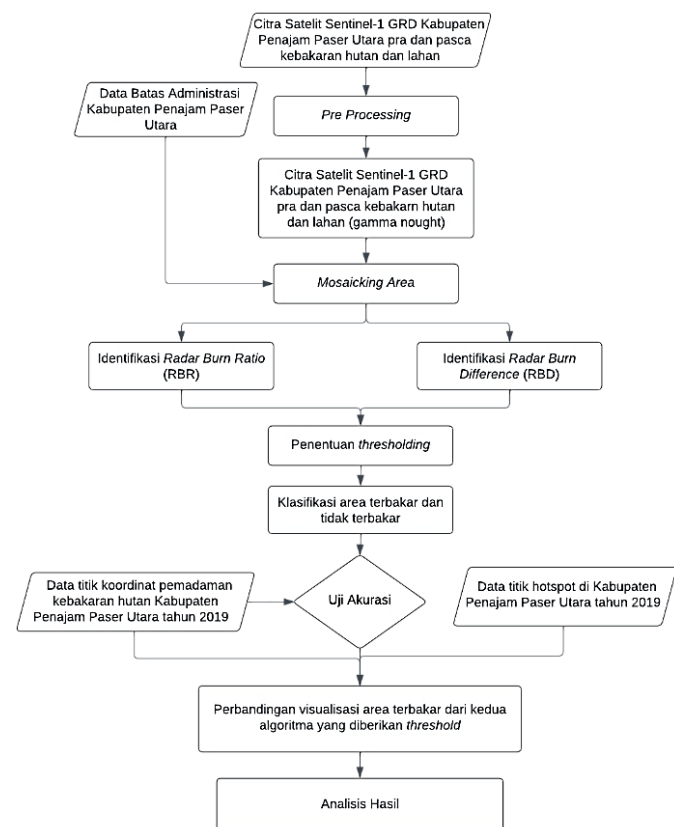 Citra Satelit Sentinel-1 GRD Kabupaten
Penajam Paser Utara pra dan pasca
kebakaran hutan dan lahan
Data Batas Administrasi
Kabupaten Penajam Paser
Utara
Pre Processing
Citra Satelit Sentinel-1 GRD
Kabupaten Penajam Paser Utara
pra dan pasca kebakarn hutan
dan lahan (gamma nought)
Mosaicking Area
Identifikasi Radar Burn Ratio
(RBR)
Identifikasi Radar Burn
Difference (RBD)
Penentuan thresholding
Klasifikasi area terbakar dan
tidak terbakar
Data titik koordinat pemadaman
kebakaran hutan Kabupaten
Penajam Paser Utara tahun 2019
Uji Akurasi
Data titik hotspot di Kabupaten
Penajam Paser Utara tahun 2019
Perbandingan visualisasi area terbakar dari kedua
algoritma yang diberikan threshold
Analisis Hasil